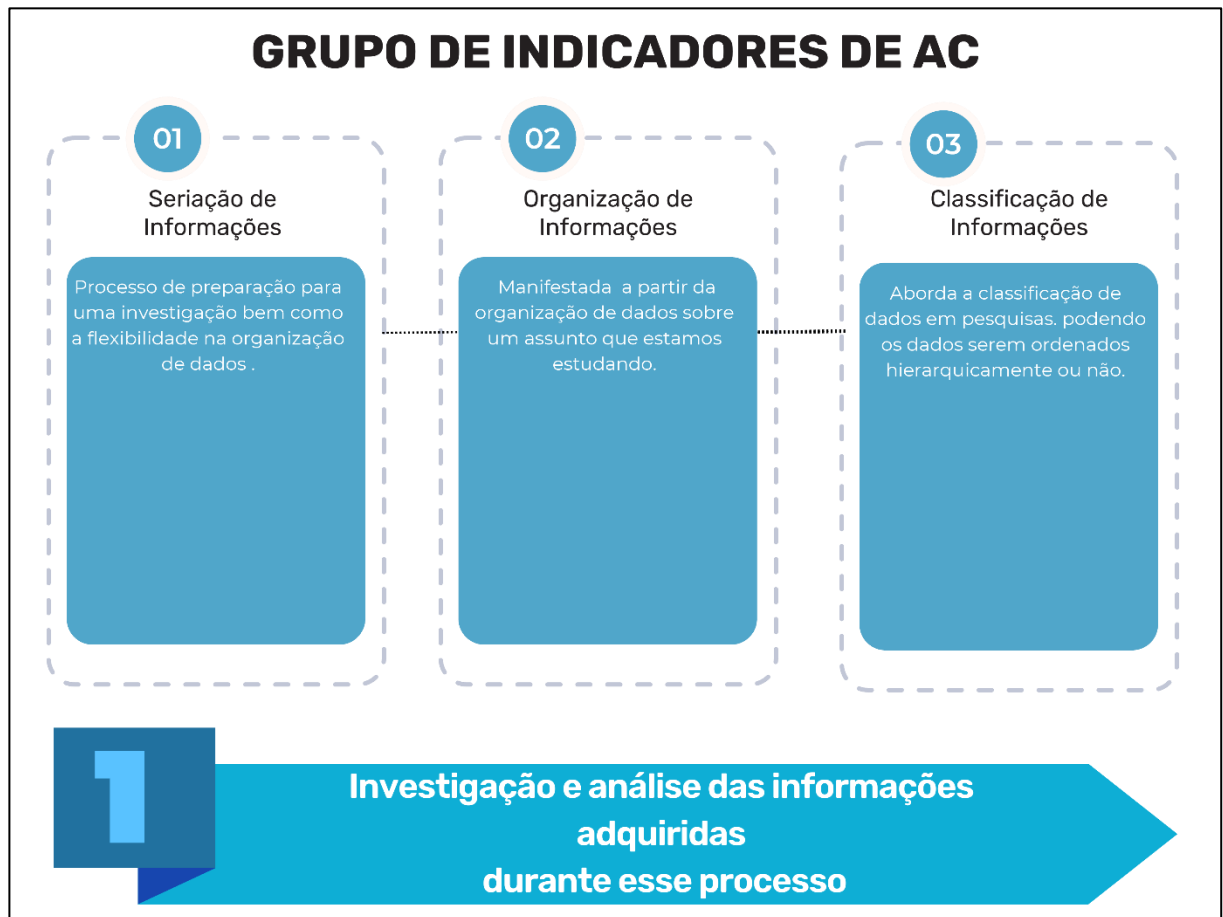 GRUPO DE INDICADORES DE AC
01
Seriação de
Informações
Processo de preparação para
uma investigação bem como
a flexibilidade na organização
de dados .
02
Organização de
Informações
Manifestada a partir da
organização de dados sobre
um assunto que estamos
estudando.
03
Classificação de
Informações
Aborda a classificação de
dados em pesquisas. podendo
os dados serem ordenados
hierarquicamente ou não.
1
Investigação e análise das informações
adquiridas
durante esse processo